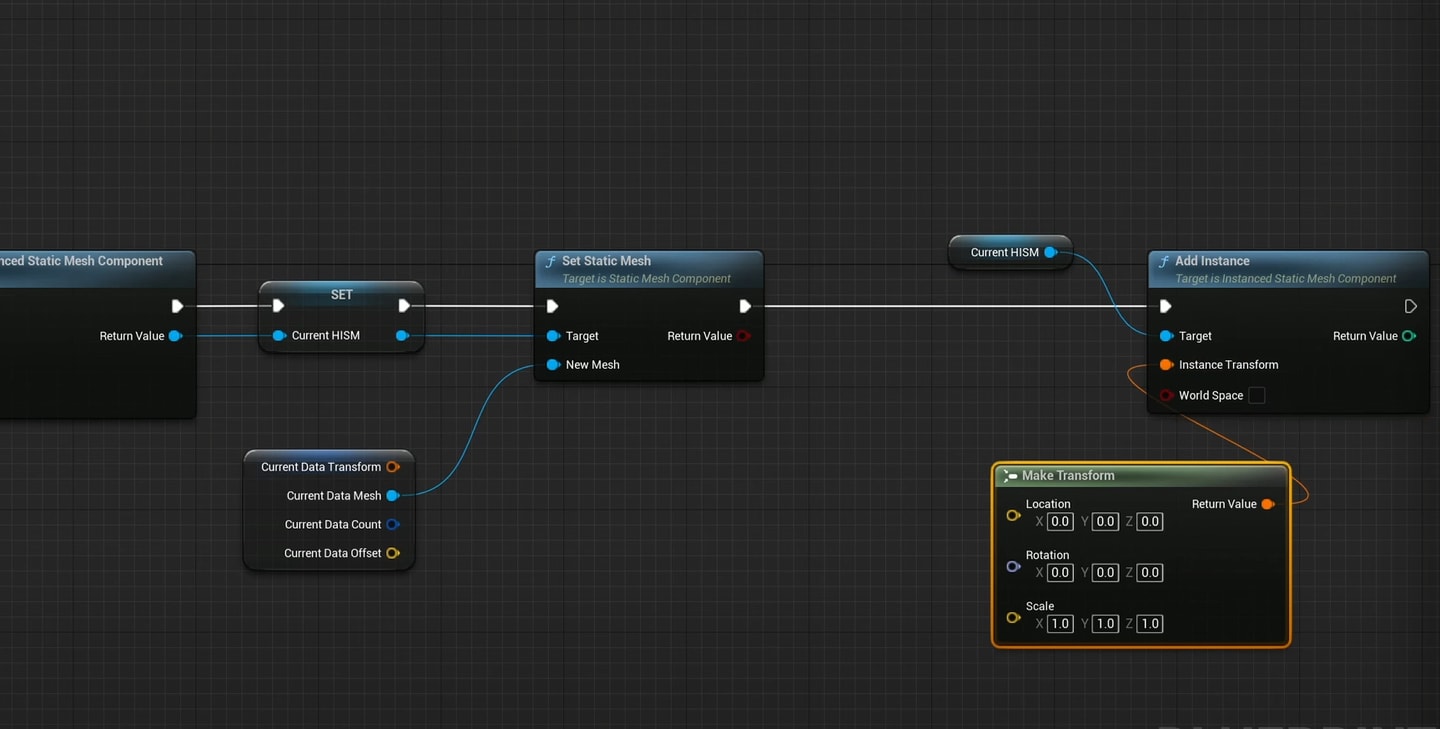 nced Static Mesh Component
Return Value
SET
Current HISM
Set Static Mesh
Target is Static Mesh Component
Target
Return Value
New Mesh
Current HISM
Add Instance
Target is Instanced Static Mesh Component
Target
Return Value
Instance Transform
World Space
Current Data Transform
Current Data Mesh
Current Data Count
Current Data Offset
Make Transform
Location
Return Value
X 0.0 Y 0.0 Z 0.0
Rotation
X 0.0 Y 0.0 Z 0.0
Scale
X 1.0 Y 1.0 Z 1.0